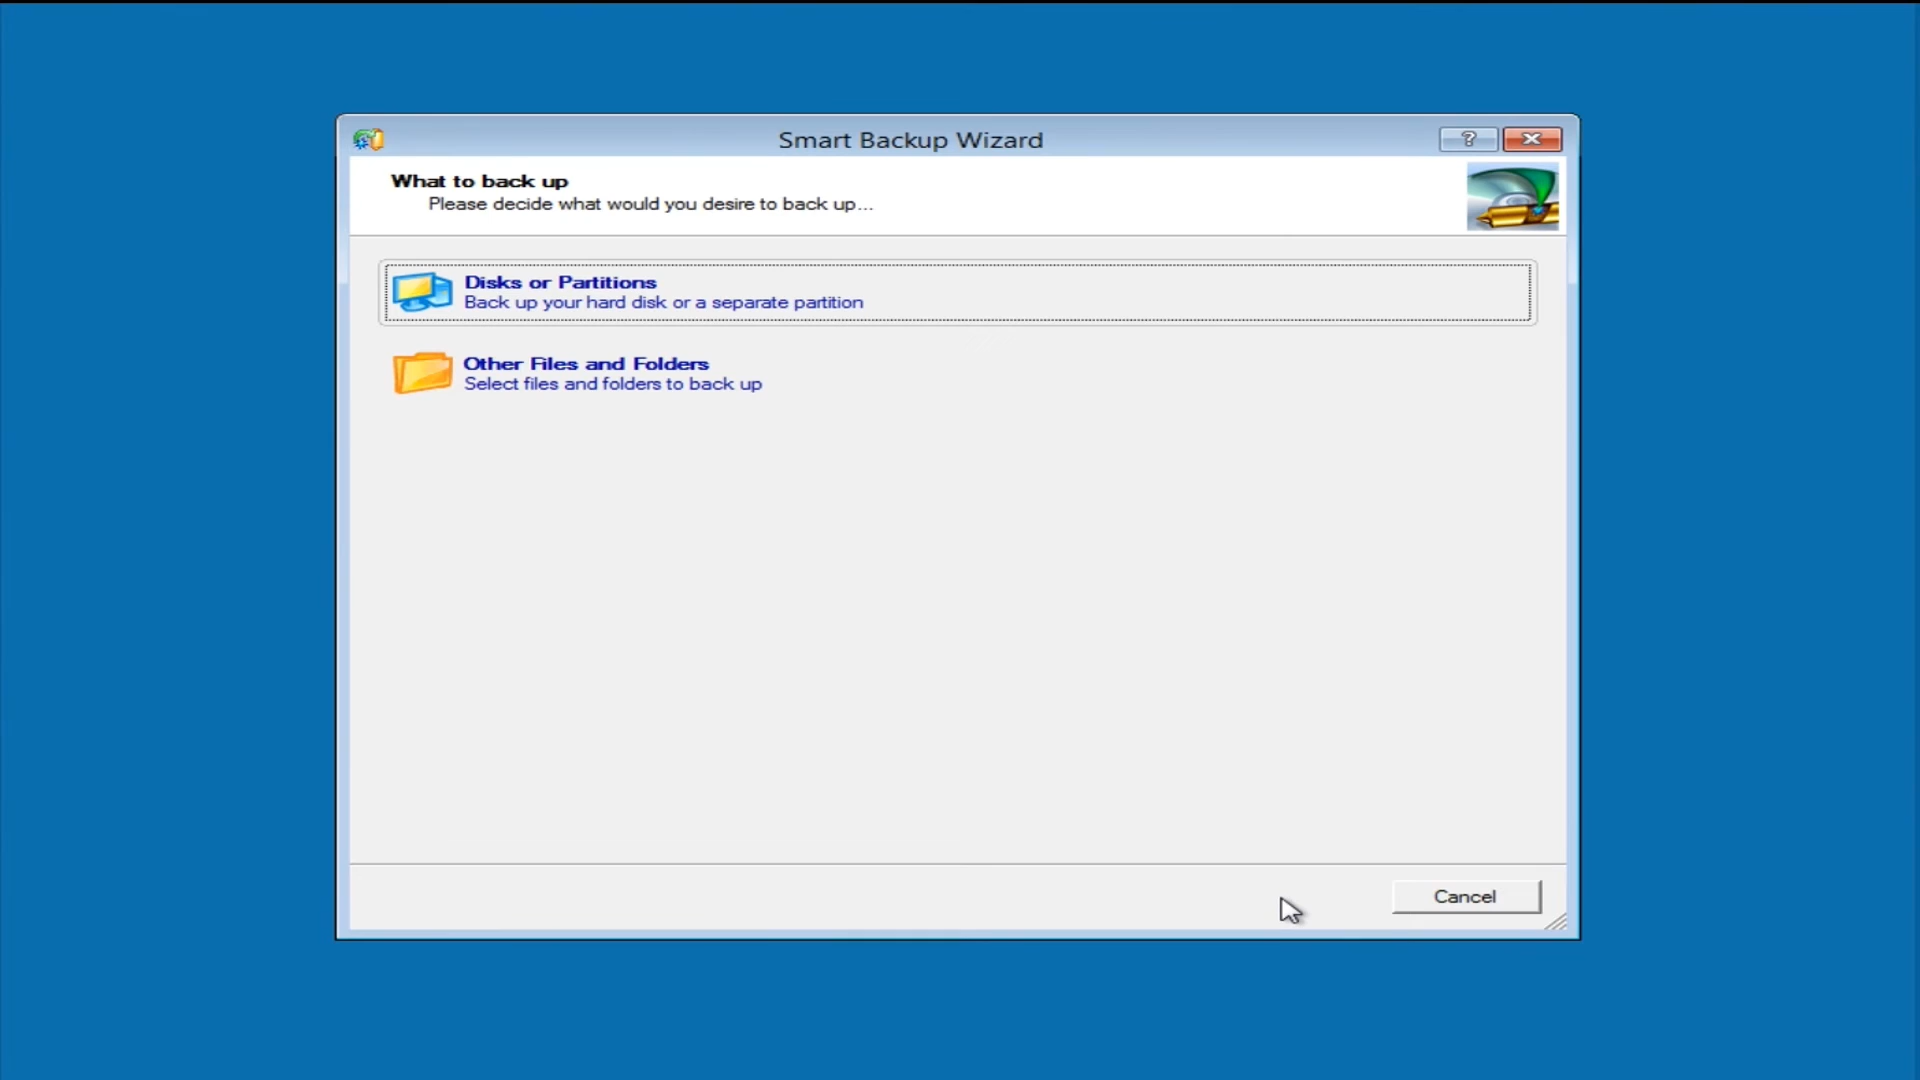 Smart Backup Wizard
?
What to back up
Please decide what would you desire to back up...
Disks or Partitions
Back up your hard disk or a separate partition
Other Files and Folders
Select files and folders to back up
Cancel